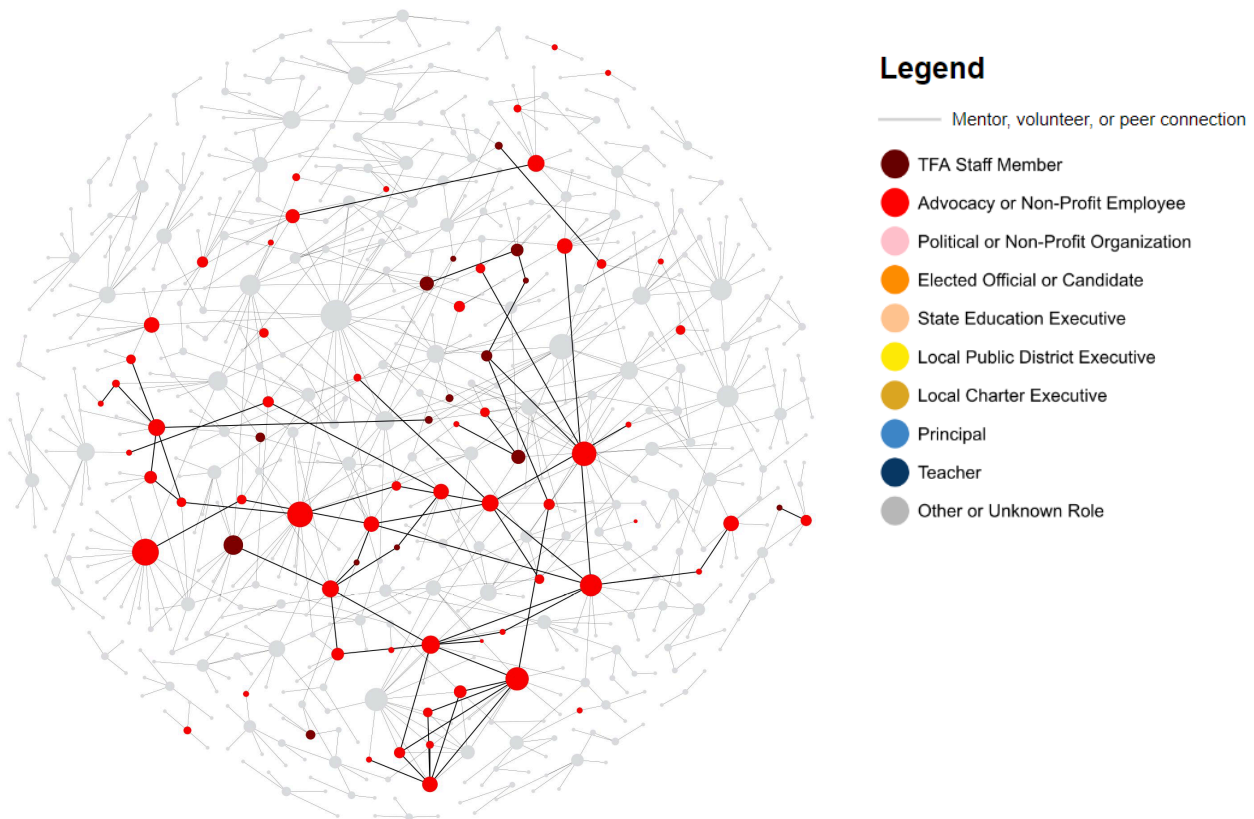 Legend
Mentor, volunteer, or peer connection
TFA Staff Member
Advocacy or Non-Profit Employee
Political or Non-Profit Organization
Elected Official or Candidate
State Education Executive
Local Public District Executive
Local Charter Executive
Principal
Teacher
Other or Unknown Role